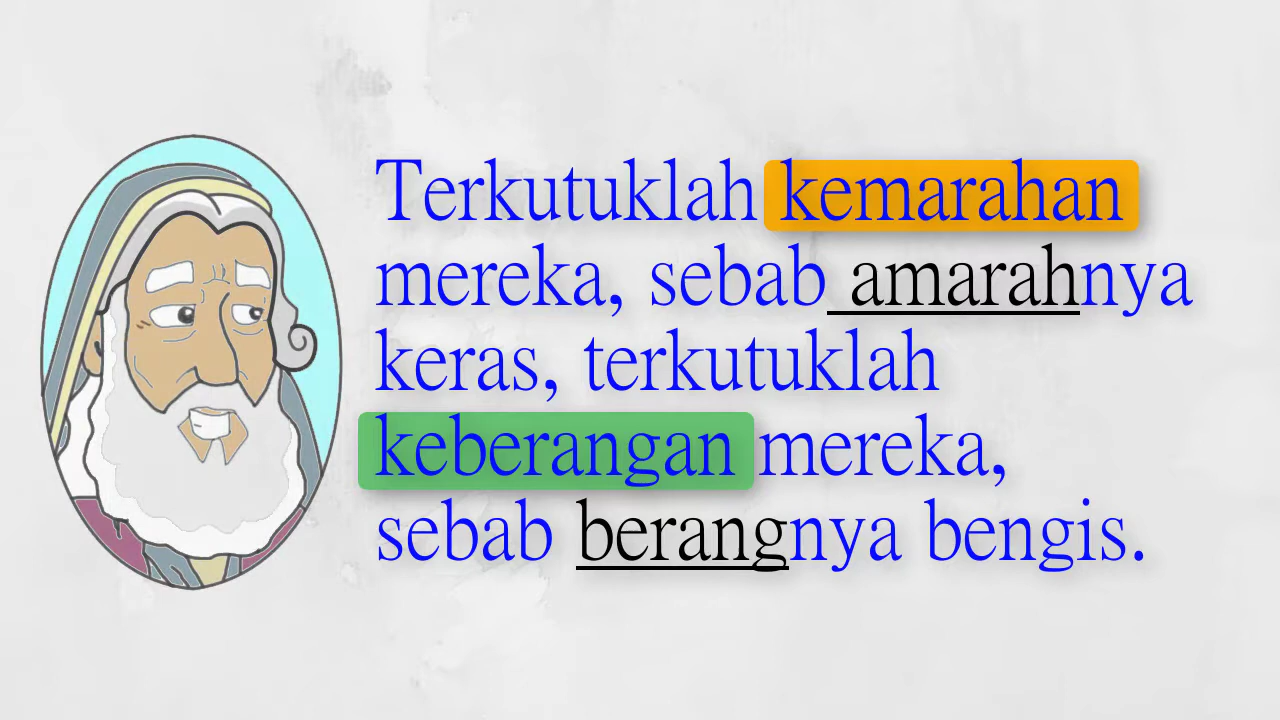 Terkutuklah kemarahan
mereka, sebab amarahnya
keras, terkutuklah
keberangan mereka,
sebab berangnya bengis.